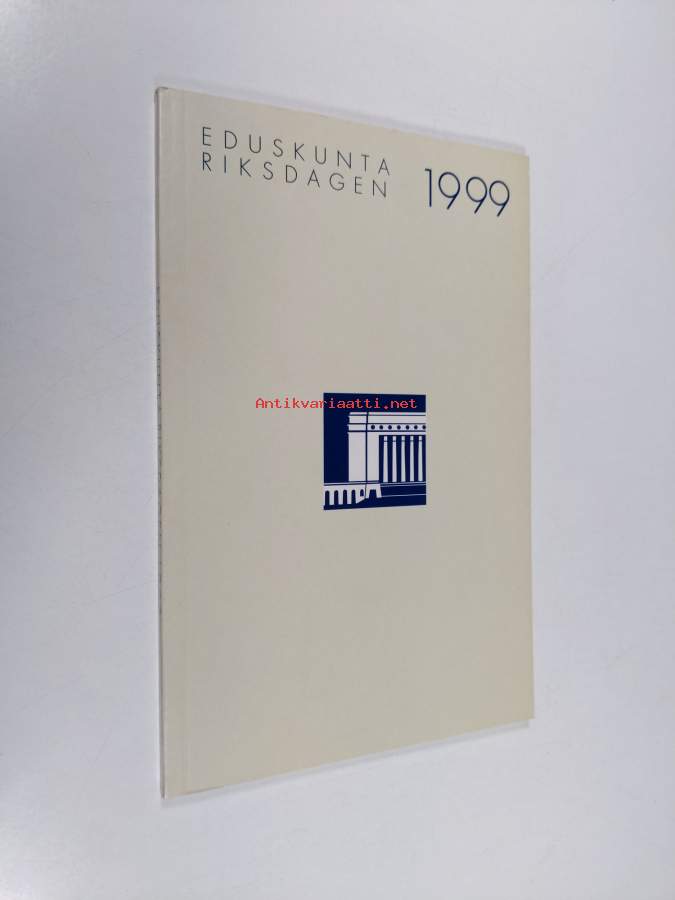 EDUSKUNTA
RIKSDAGEN 1999
Antikvariaatti.net